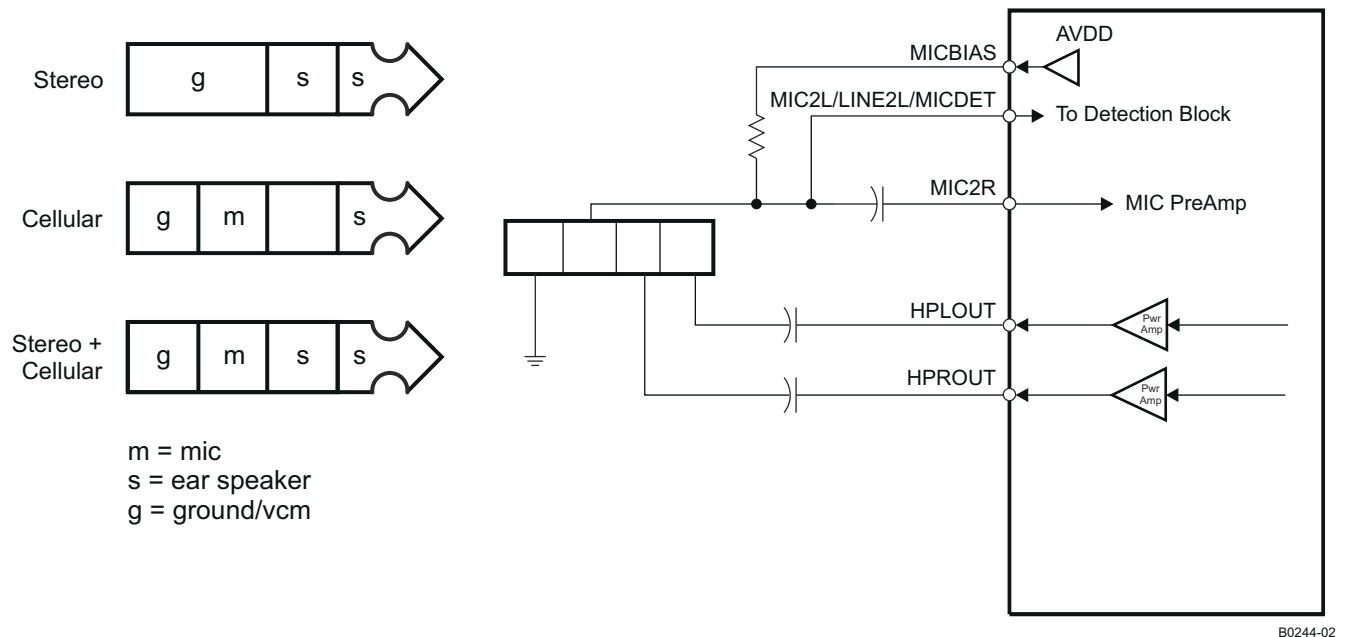 Stereo
g
s
s
Cellular
g
m
s
Stereo +
Cellular
g
m
s
s
m = mic
s = ear speaker
g = ground/vcm
MICBIAS
AVDD
MIC2L/LINE2L/MICDET
To Detection Block
MIC2R
MIC PreAmp
HPLOUT
Pwr
Amp
HPROUT
Pwr
Amp
B0244-02